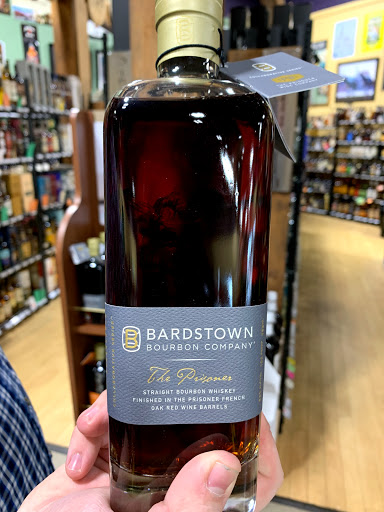 BARDSTOWN
BOURBON COMPANY
The Prisoner
STRAIGHT BOURBON WHISKEY
FINISHED IN THE PRISONER FRENCH
OAK RED WINE BARRELS